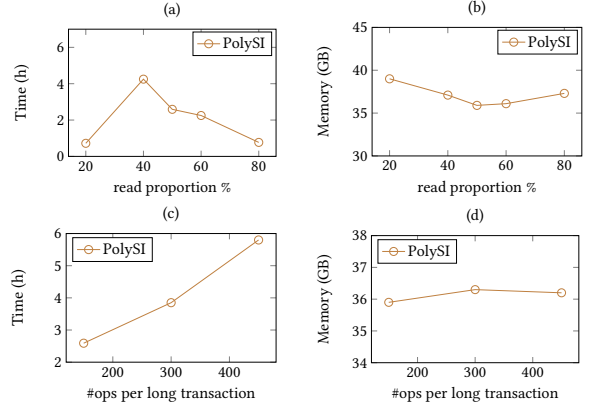 (a)
PolySI
Time (h)
6
4
2
0
20 40 60 80
read proportion %
(b)
PolySI
Memory (GB)
45
40
35
30
20 40 60 80
read proportion %
(c)
PolySI
Time (h)
6
5
4
3
2
200 300 400
#ops per long transaction
(d)
PolySI
Memory (GB)
38
37
36
35
34
200 300 400
#ops per long transaction